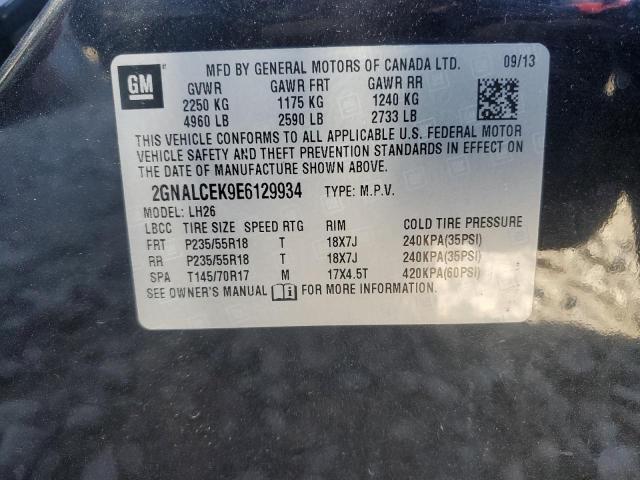 GM
MFD BY GENERAL MOTORS OF CANADA LTD. 09/13
GVWR GAWR FRT GAWR RR
2250 KG 1175 KG 1240 KG
4960 LB 2590 LB 2733 LB
THIS VEHICLE CONFORMS TO ALL APPLICABLE U.S. FEDERAL MOTOR
VEHICLE SAFETY AND THEFT PREVENTION STANDARDS IN EFFECT ON
THE DATE OF MANUFACTURE SHOWN ABOVE.
2GNALCEK9E6129934 TYPE: M.P.V.
MODEL: LH26
LBCC TIRE SIZE SPEED RTG RIM COLD TIRE PRESSURE
FRT P235/55R18 T 18X7J 240KPA(35PSI)
RR P235/55R18 T 18X7J 240KPA(35PSI)
SPA T145/70R17 M 17X4.5T 420KPA(60PSI)
SEE OWNER'S MANUAL FOR MORE INFORMATION.